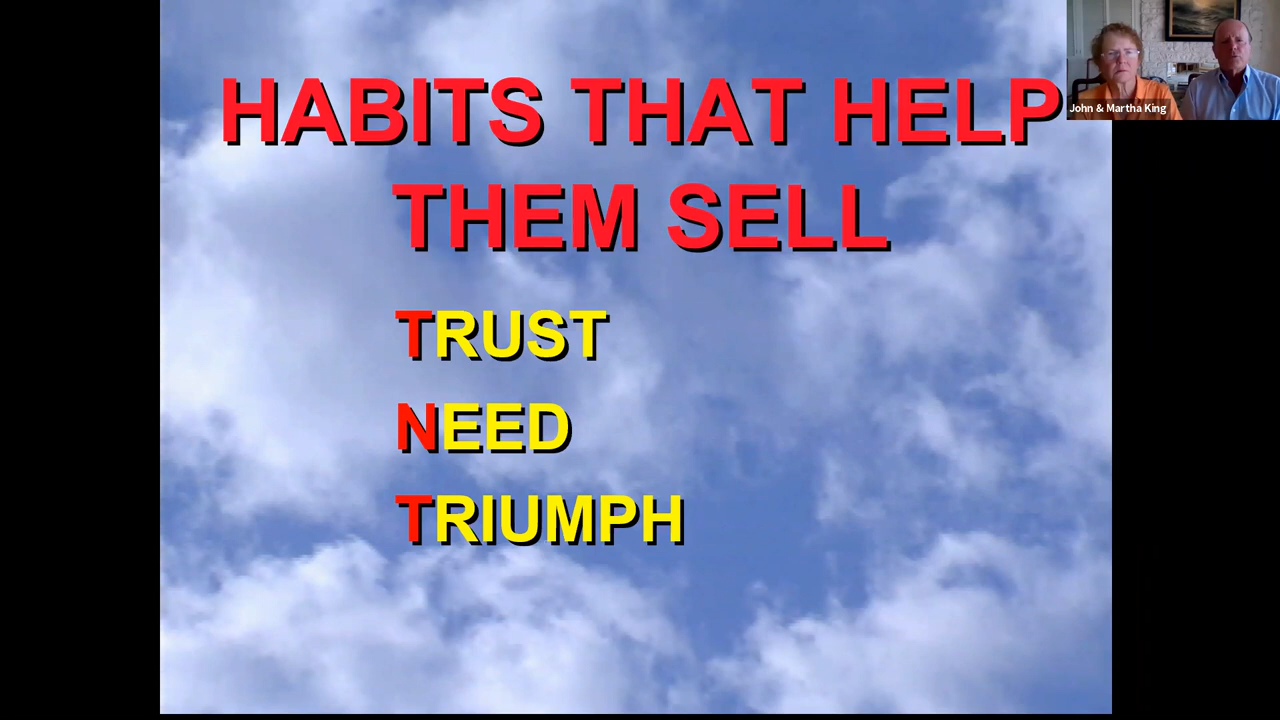 HABITS THAT HELP
THEM SELL
TRUST
NEED
TRIUMPH
John & Martha King